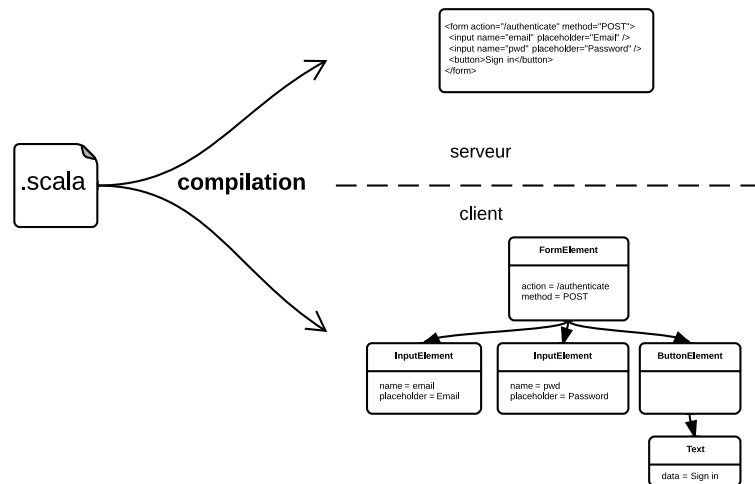 <form action="/authenticate" method="POST">
<input name="email" placeholder="Email" />
<input name="pwd" placeholder="Password" />
<button>Sign in</button>
</form>
serveur
.scala
compilation
client
FormElement
action = /authenticate
method = POST
InputElement
name = email
placeholder = Email
InputElement
name = pwd
placeholder = Password
ButtonElement
Text
data = Sign in